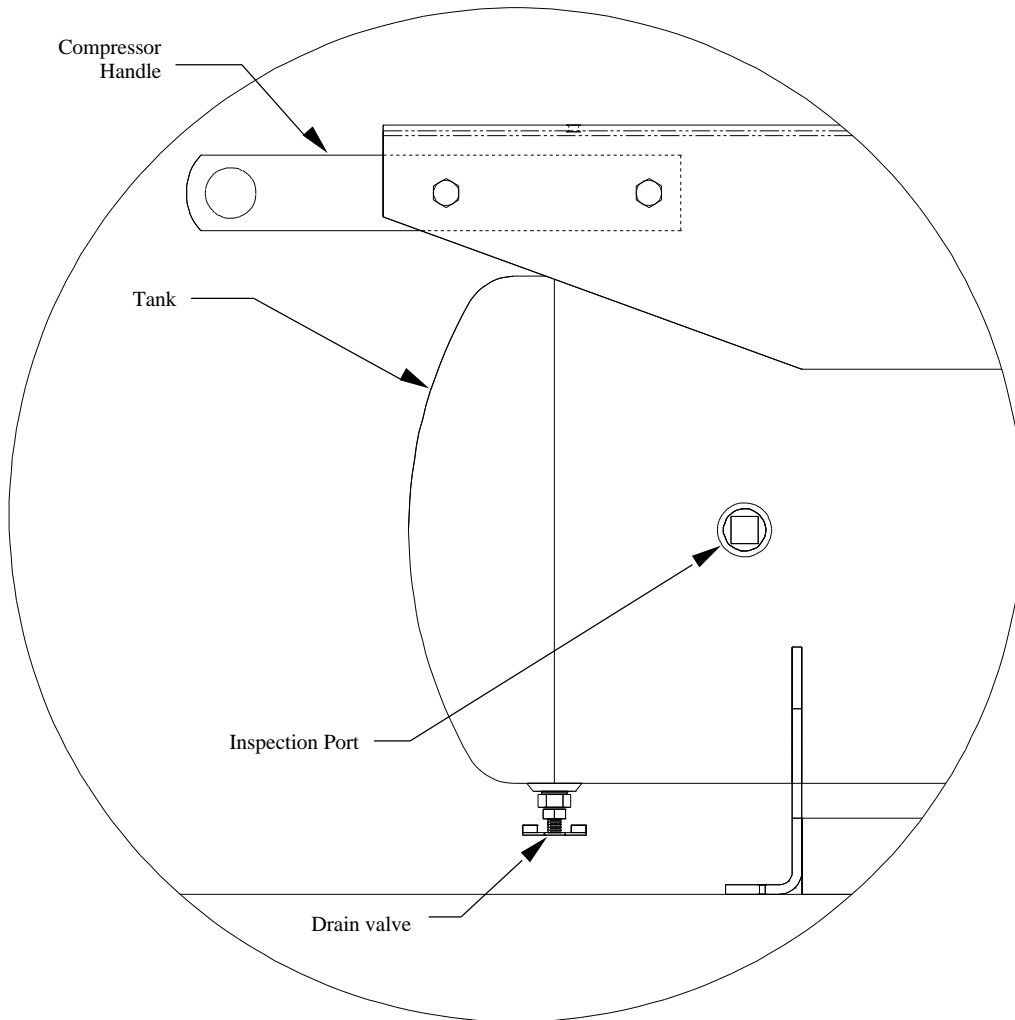 Compressor
Handle
Tank
Inspection Port
Drain valve